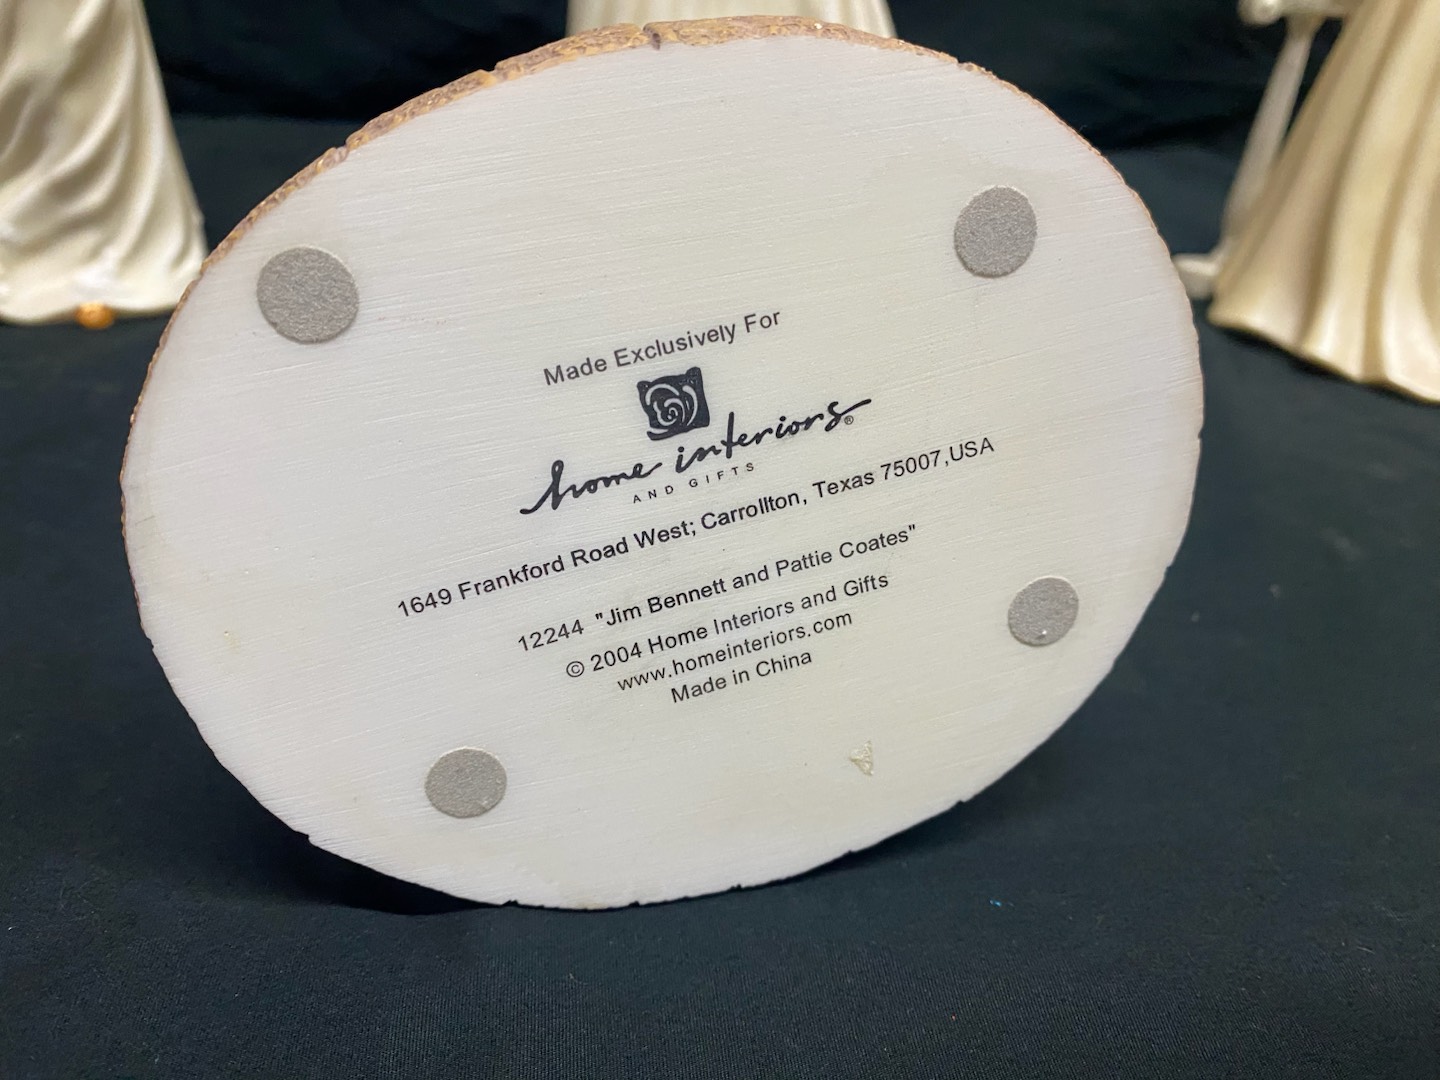 Made Exclusively For
home interiors®
AND GIFTS
1649 Frankford Road West; Carrollton, Texas 75007,USA
12244 "Jim Bennett and Pattie Coates"
© 2004 Home Interiors and Gifts
www.homeinteriors.com
Made in China